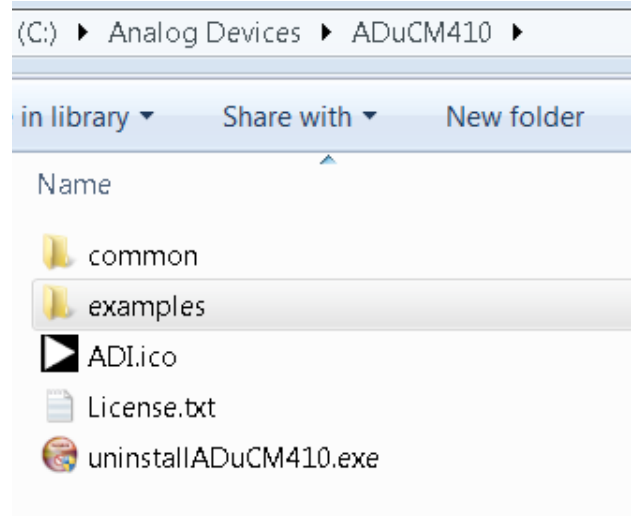 (C:) ▶ Analog Devices ▶ ADuCM410 ▶
in library ▼ Share with ▼ New folder
Name
common
examples
ADI.ico
License.txt
uninstallADuCM410.exe